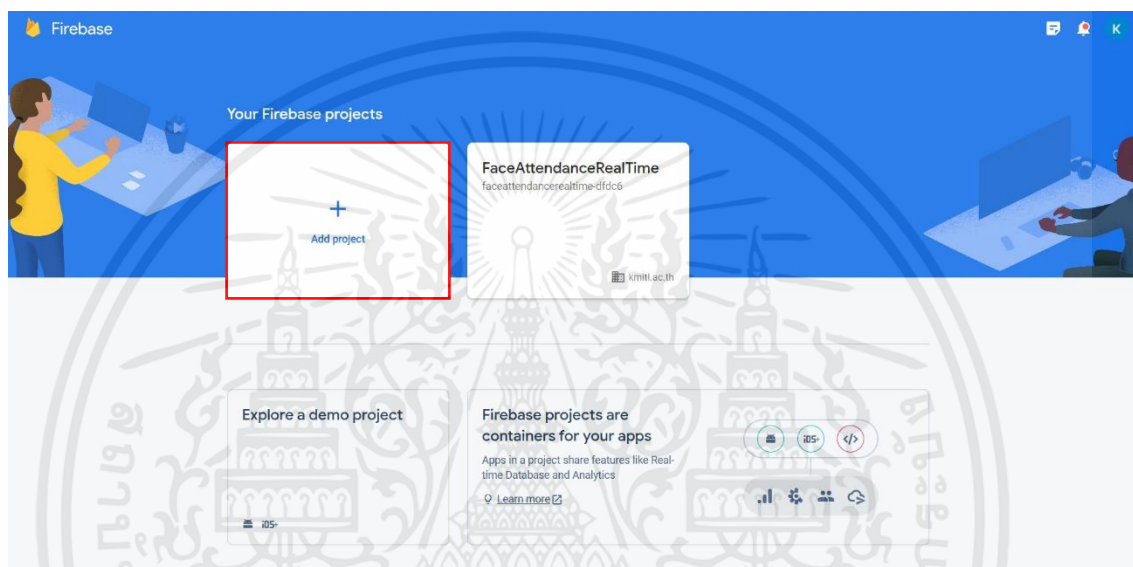 Firebase
K
Your Firebase projects
Add project
FaceAttendanceRealTime
faceattendancerealtime-dfdc6
kmitl.ac.th
Explore a demo project
iOS+
Firebase projects are
containers for your apps
Apps in a project share features like Real-
time Database and Analytics
Learn more
iOS+